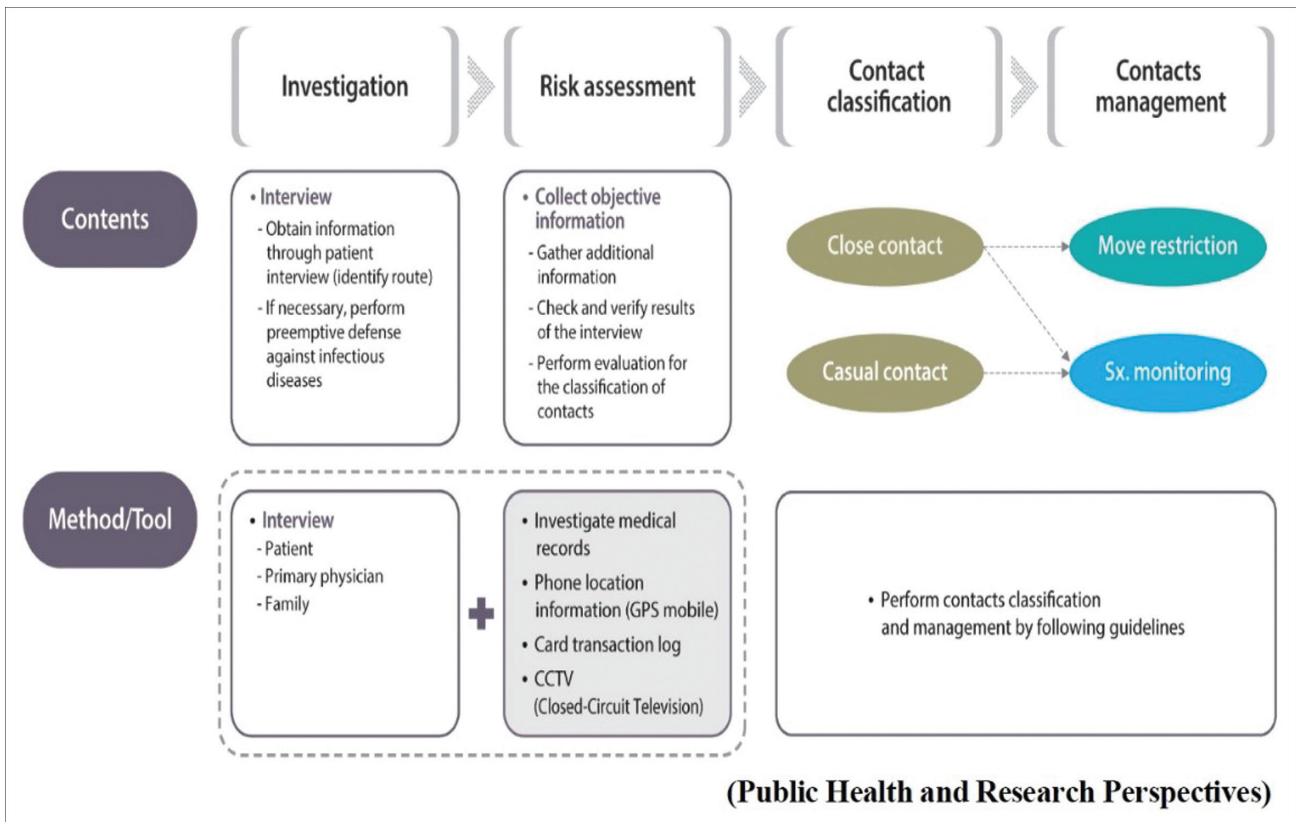 Investigation
Risk assessment
Contact
classification
Contacts
management
Contents
• Interview
- Obtain information
through patient
interview (identify route)
- If necessary, perform
preemptive defense
against infectious
diseases
• Collect objective
information
- Gather additional
information
- Check and verify results
of the interview
- Perform evaluation for
the classification of
contacts
Close contact
Move restriction
Casual contact
Sx. monitoring
Method/Tool
• Interview
- Patient
- Primary physician
- Family
+
• Investigate medical
records
• Phone location
information (GPS mobile)
• Card transaction log
• CCTV
(Closed-Circuit Television)
• Perform contacts classification
and management by following guidelines
(Public Health and Research Perspectives)